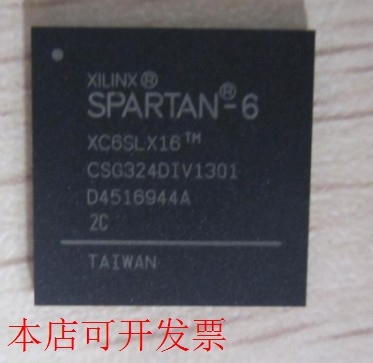 XILINX®
SPARTAN®-6
XC6SLX16™
CSG324DIV1301
D4516944A
2C
TAIWAN
本店可开发票